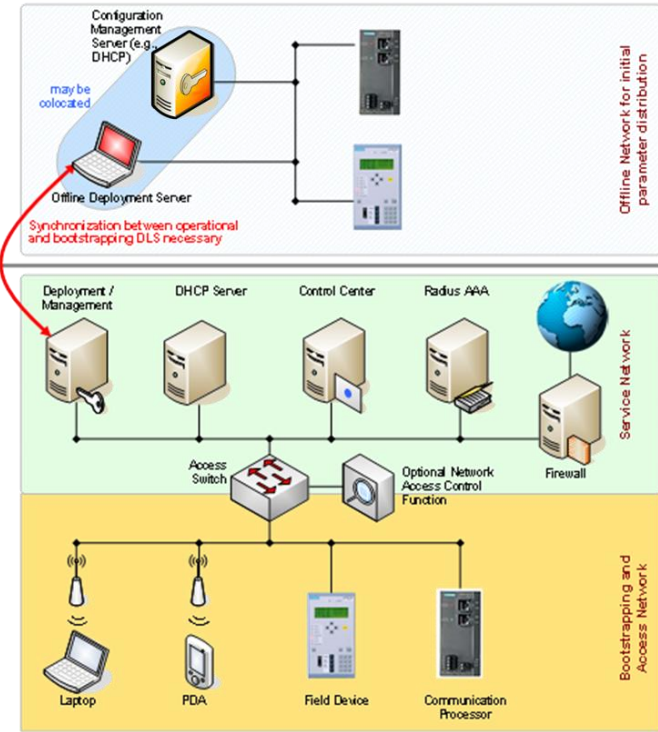 Configuration
Management
Server (e.g.,
DHCP)
may be
colocated
Offline Deployment Server
Synchronization between operational
and bootstrapping DLS necessary
Offline Network for initial
parameter distribution
Deployment /
Management
DHCP Server
Control Center
Radius AAA
Service Network
Firewall
Access
Switch
Optional Network
Access Control
Function
Bootstrapping and
Access Network
Laptop
PDA
Field Device
Communication
Processor